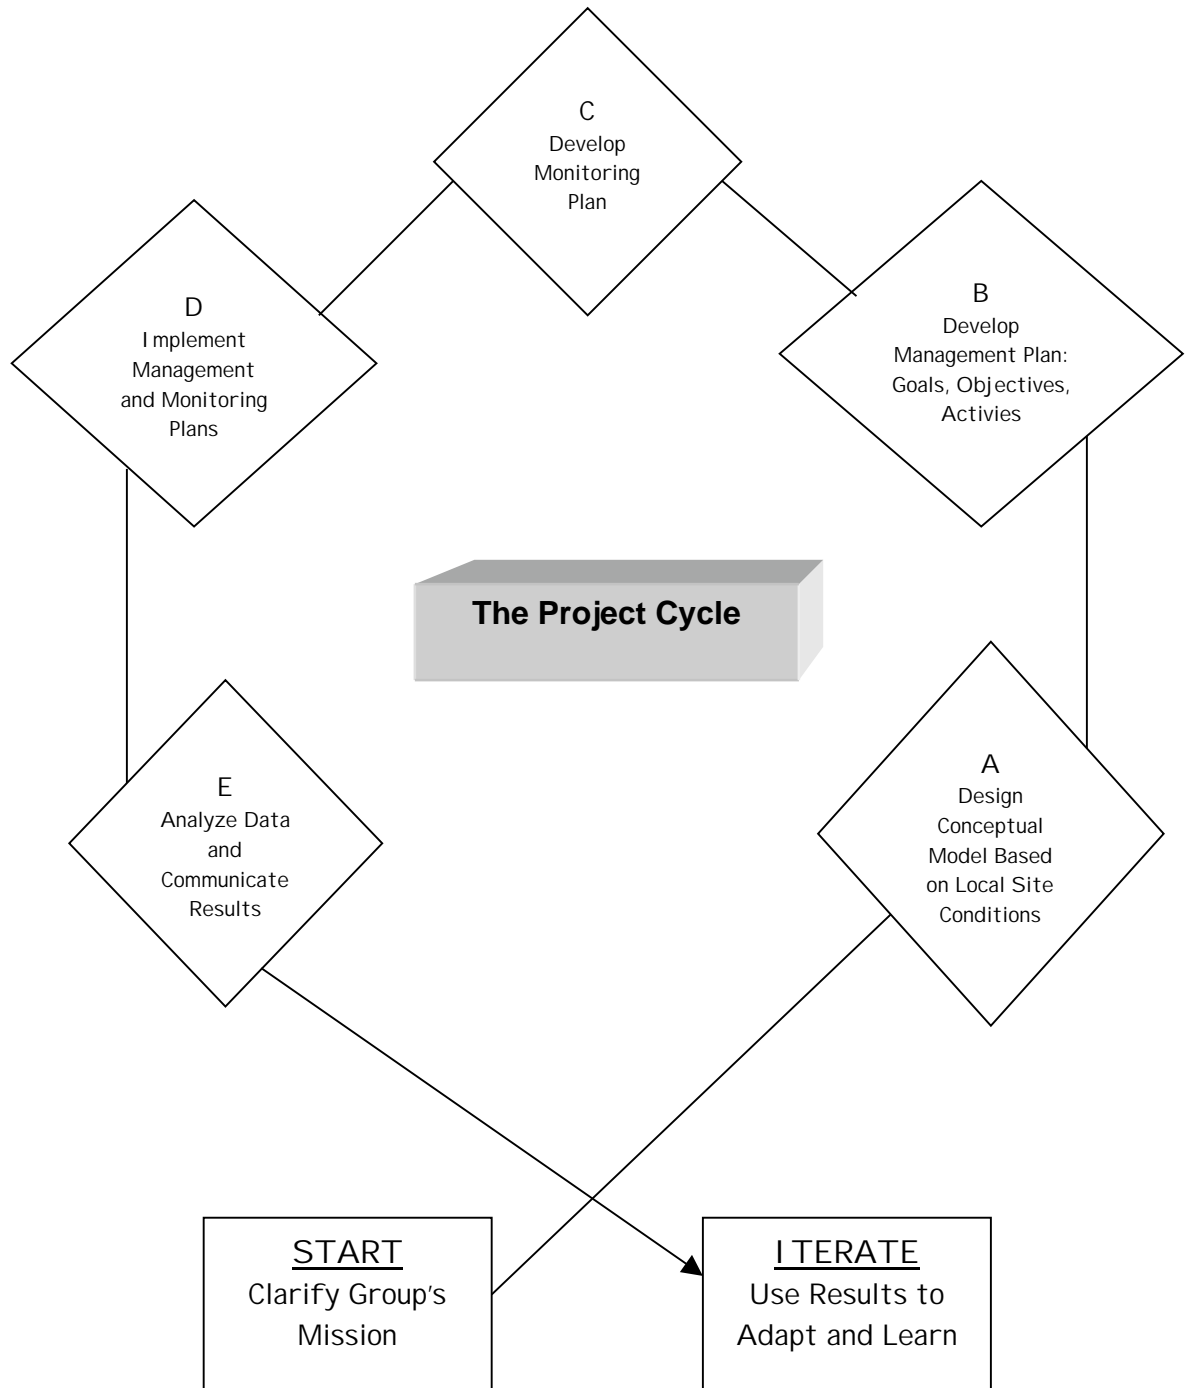 C
Develop
Monitoring
Plan
D
Implement
Management
and Monitoring
Plans
B
Develop
Management Plan:
Goals, Objectives,
Activies
The Project Cycle
E
Analyze Data
and
Communicate
Results
A
Design
Conceptual
Model Based
on Local Site
Conditions
START
Clarify Group's
Mission
ITERATE
Use Results to
Adapt and Learn